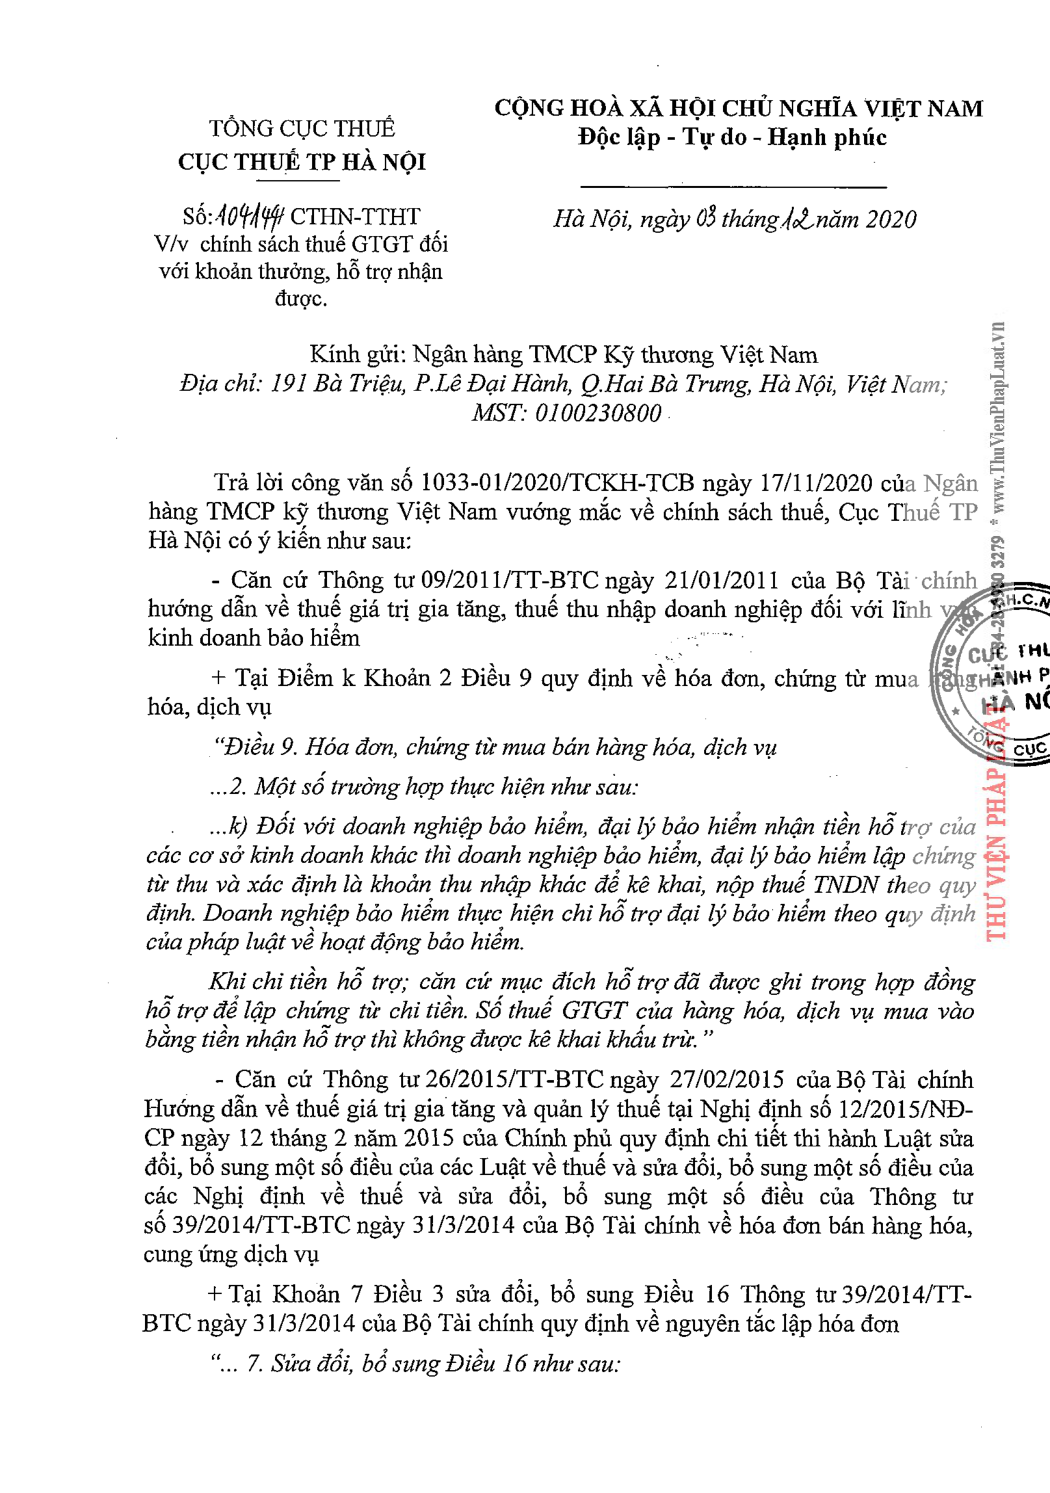 TỔNG CỤC THUẾ
CỤC THUẾ TP HÀ NỘI
CỘNG HOÀ XÃ HỘI CHỦ NGHĨA VIỆT NAM
Độc lập - Tự do - Hạnh phúc
Số: CTHN-TTHT
V/v chính sách thuế GTGT đối
với khoản thưởng, hỗ trợ nhận
được.
Hà Nội, ngày 03 tháng 12 năm 2020
Kính gửi: Ngân hàng TMCP Kỹ thương Việt Nam
Địa chỉ: 191 Bà Triệu, P.Lê Đại Hành, Q.Hai Bà Trưng, Hà Nội, Việt Nam;
MST: 0100230800
Trả lời công văn số 1033-01/2020/TCKH-TCB ngày 17/11/2020 của Ngân
hàng TMCP kỹ thương Việt Nam vướng mắc về chính sách thuế, Cục Thuế TP
Hà Nội có ý kiến như sau:
- Căn cứ Thông tư 09/2011/TT-BTC ngày 21/01/2011 của Bộ Tài chính
hướng dẫn về thuế giá trị gia tăng, thuế thu nhập doanh nghiệp đối với lĩnh vực
kinh doanh bảo hiểm
+ Tại Điểm k Khoản 2 Điều 9 quy định về hóa đơn, chứng từ mua hàng
hóa, dịch vụ
“Điều 9. Hóa đơn, chứng từ mua bán hàng hóa, dịch vụ
...2. Một số trường hợp thực hiện như sau:
...k) Đối với doanh nghiệp bảo hiểm, đại lý bảo hiểm nhận tiền hỗ trợ của
các cơ sở kinh doanh khác thì doanh nghiệp bảo hiểm, đại lý bảo hiểm lập chứng
từ thu và xác định là khoản thu nhập khác để kê khai, nộp thuế TNDN theo quy
định. Doanh nghiệp bảo hiểm thực hiện chi hỗ trợ đại lý bảo hiểm theo quy định
của pháp luật về hoạt động bảo hiểm.
Khi chi tiền hỗ trợ; căn cứ mục đích hỗ trợ đã được ghi trong hợp đồng
hỗ trợ để lập chứng từ chi tiền. Số thuế GTGT của hàng hóa, dịch vụ mua vào
bằng tiền nhận hỗ trợ thì không được kê khai khấu trừ.”
- Căn cứ Thông tư 26/2015/TT-BTC ngày 27/02/2015 của Bộ Tài chính
Hướng dẫn về thuế giá trị gia tăng và quản lý thuế tại Nghị định số 12/2015/NĐ-
CP ngày 12 tháng 2 năm 2015 của Chính phủ quy định chi tiết thi hành Luật sửa
đổi, bổ sung một số điều của các Luật về thuế và sửa đổi, bổ sung một số điều của
các Nghị định về thuế và sửa đổi, bổ sung một số điều của Thông tư
số 39/2014/TT-BTC ngày 31/3/2014 của Bộ Tài chính về hóa đơn bán hàng hóa,
cung ứng dịch vụ
+ Tại Khoản 7 Điều 3 sửa đổi, bổ sung Điều 16 Thông tư 39/2014/TT-
BTC ngày 31/3/2014 của Bộ Tài chính quy định về nguyên tắc lập hóa đơn
“... 7. Sửa đổi, bổ sung Điều 16 như sau:
THƯ VIỆN PHÁP LUẬT
* www.ThuVienPhapLuat.vn
CỤC THU
THÀNH P
HÀ NỘ
TỔNG CỤC